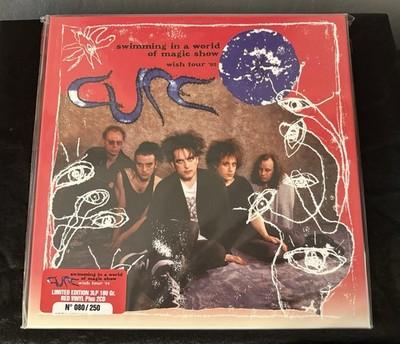 swimming in a world
of magic show
wish tour '92
CURE
swimming in a world
of magic show
CURE wish tour '92
LIMITED EDITION 3LP 180 Gr.
RED VINYL Plus 2CD
N° 080/250